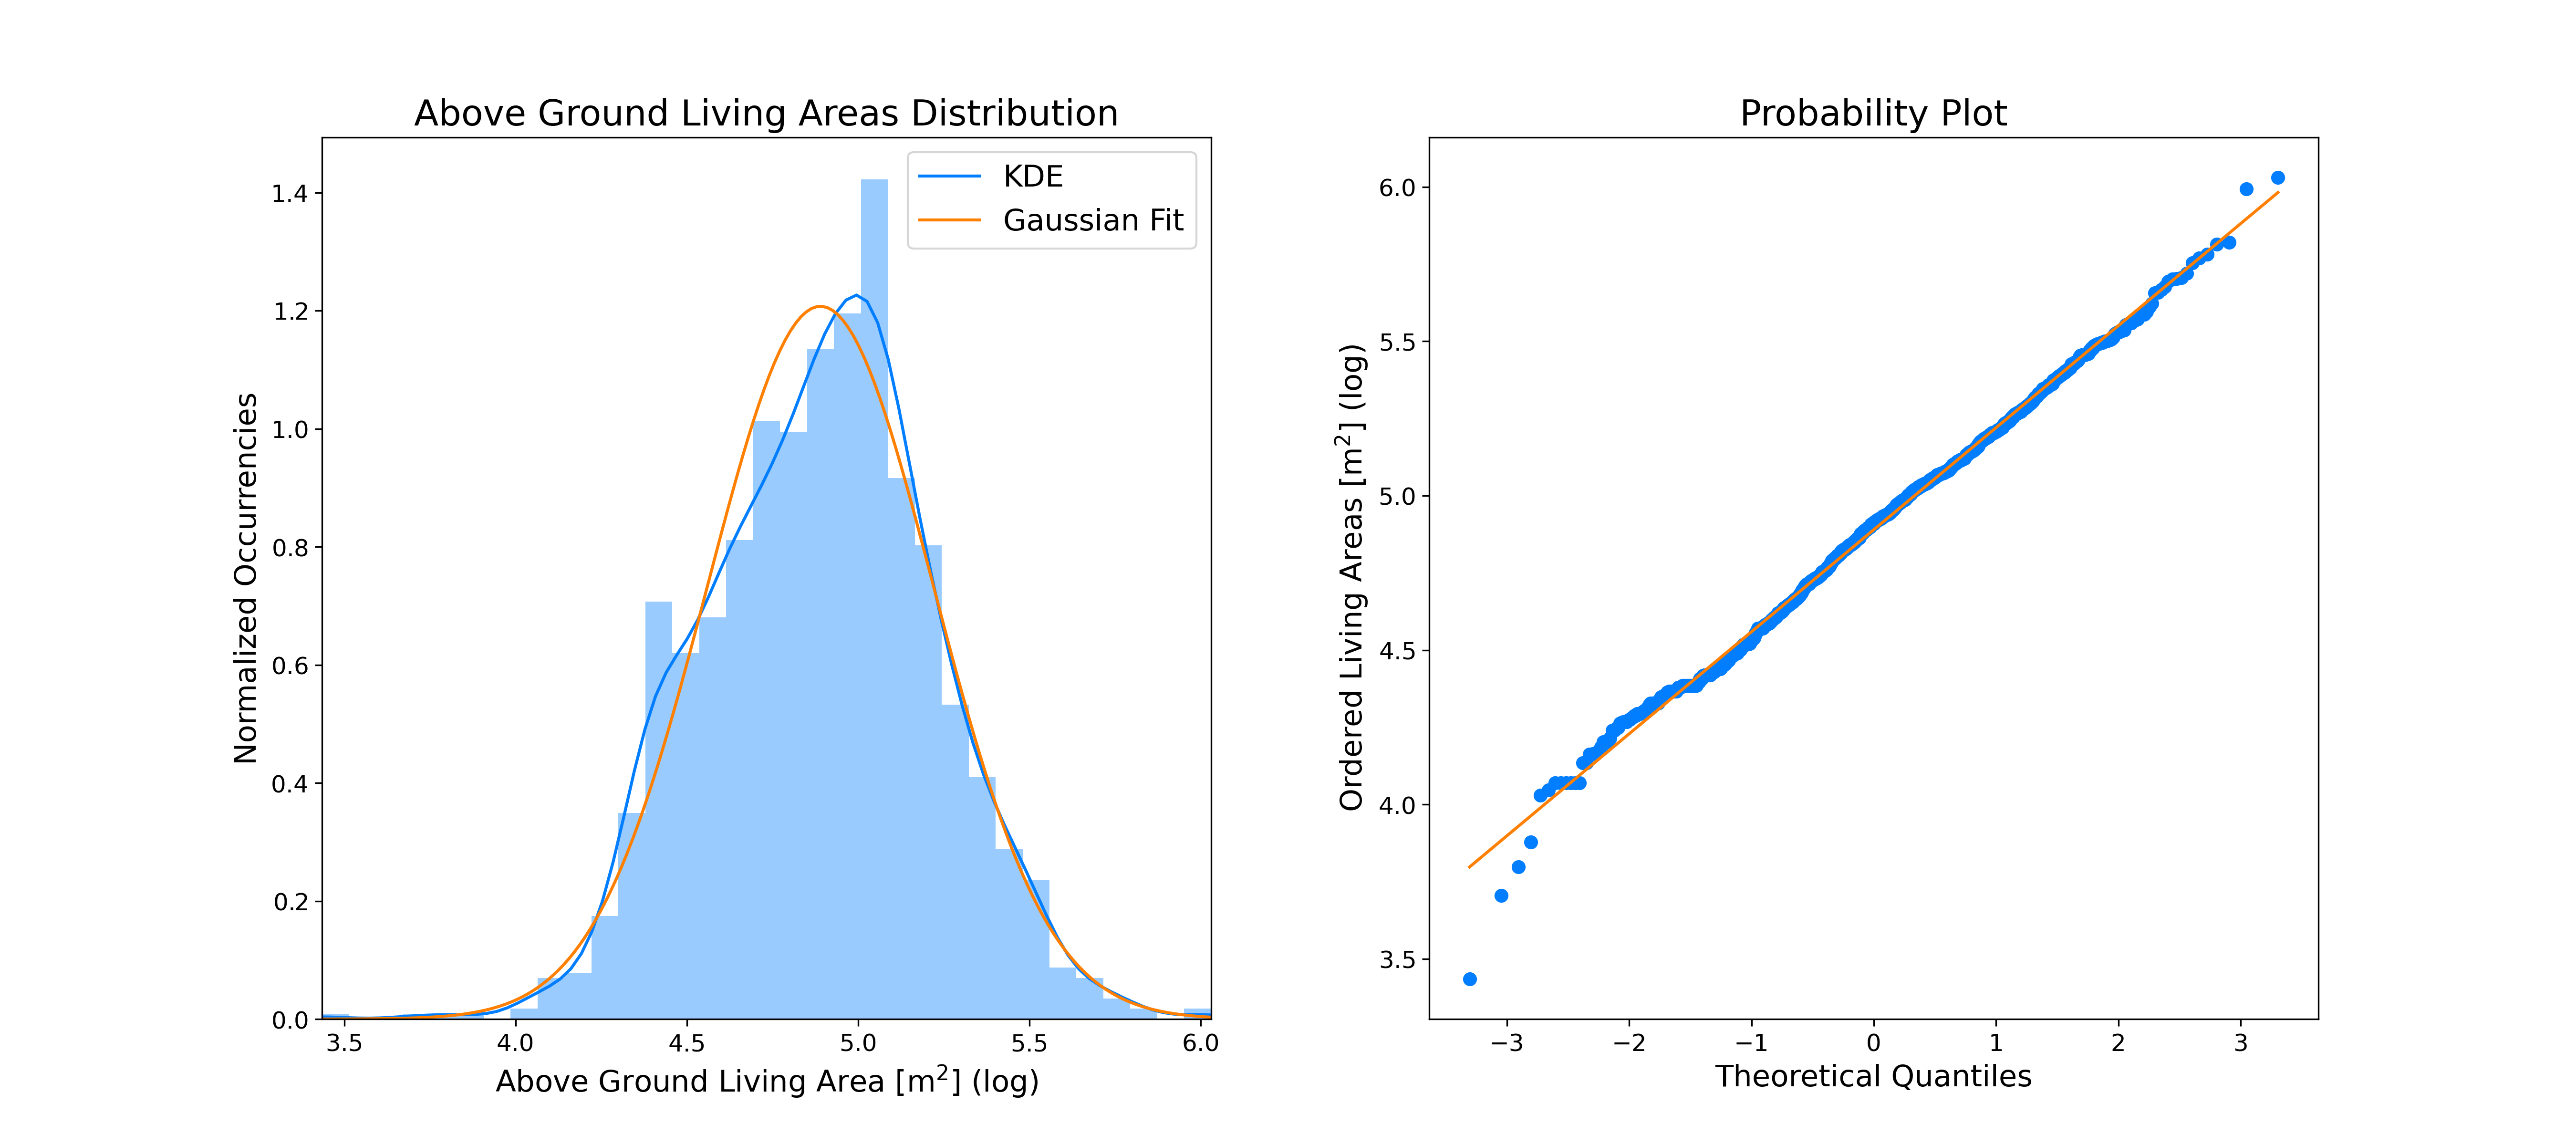 Above Ground Living Areas Distribution
KDE
Gaussian Fit
1.4
1.2
1.0
0.8
0.6
0.4
0.2
0.0
Normalized Occurrencies
3.5 4.0 4.5 5.0 5.5 6.0
Above Ground Living Area [m²] (log)
Probability Plot
6.0
5.5
5.0
4.5
4.0
3.5
Ordered Living Areas [m²] (log)
−3 −2 −1 0 1 2 3
Theoretical Quantiles